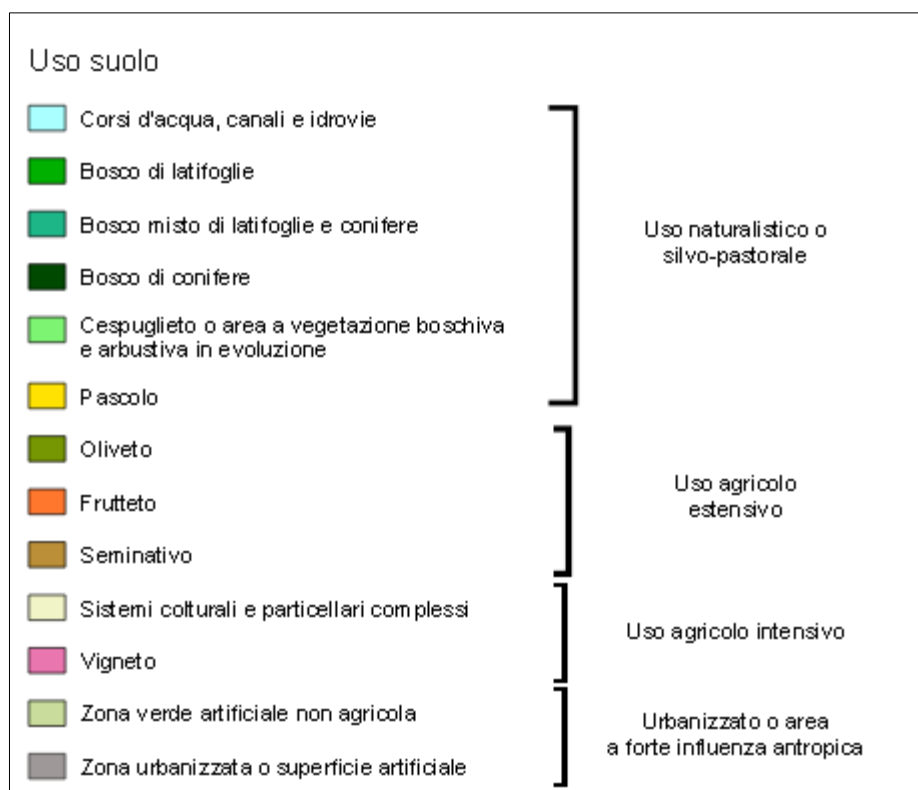 Uso suolo
Corsi d'acqua, canali e idrovie
Bosco di latifoglie
Bosco misto di latifoglie e conifere
Bosco di conifere
Cespuglieto o area a vegetazione boschiva
e arbustiva in evoluzione
Pascolo
Uso naturalistico o
silvo-pastorale
Oliveto
Frutteto
Seminativo
Uso agricolo
estensivo
Sistemi colturali e particellari complessi
Vigneto
Uso agricolo intensivo
Zona verde artificiale non agricola
Zona urbanizzata o superficie artificiale
Urbanizzato o area
a forte influenza antropica